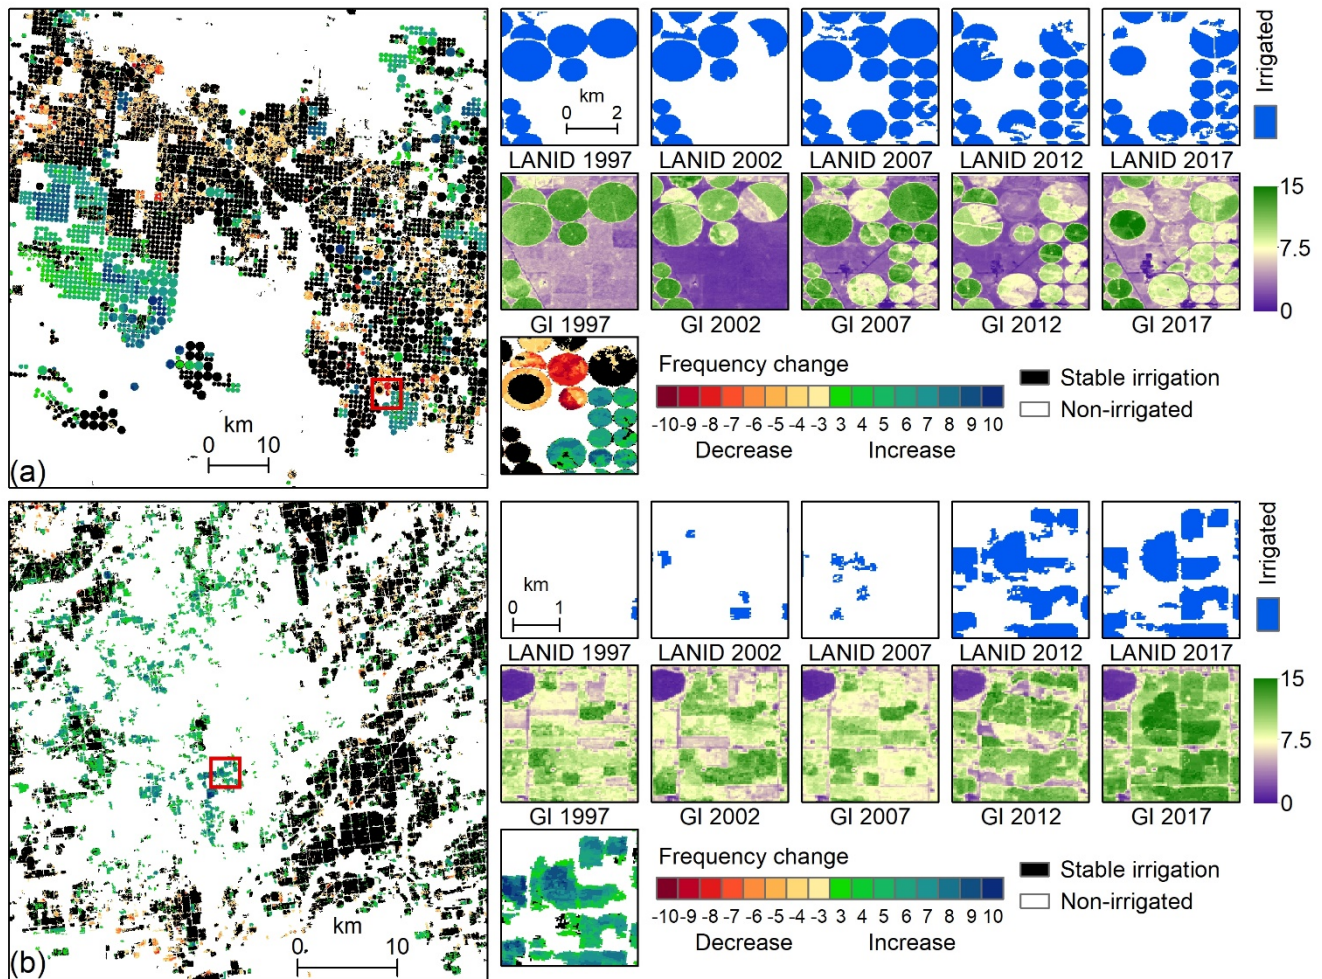 km
0 10
(a)
km
0 2
Irrigated
LANID 1997 LANID 2002 LANID 2007 LANID 2012 LANID 2017
15
7.5
0
GI 1997 GI 2002 GI 2007 GI 2012 GI 2017
Frequency change
-10 -9 -8 -7 -6 -5 -4 -3 3 4 5 6 7 8 9 10
Decrease Increase
Stable irrigation
Non-irrigated
km
0 10
(b)
km
0 1
Irrigated
LANID 1997 LANID 2002 LANID 2007 LANID 2012 LANID 2017
15
7.5
0
GI 1997 GI 2002 GI 2007 GI 2012 GI 2017
Frequency change
-10 -9 -8 -7 -6 -5 -4 -3 3 4 5 6 7 8 9 10
Decrease Increase
Stable irrigation
Non-irrigated